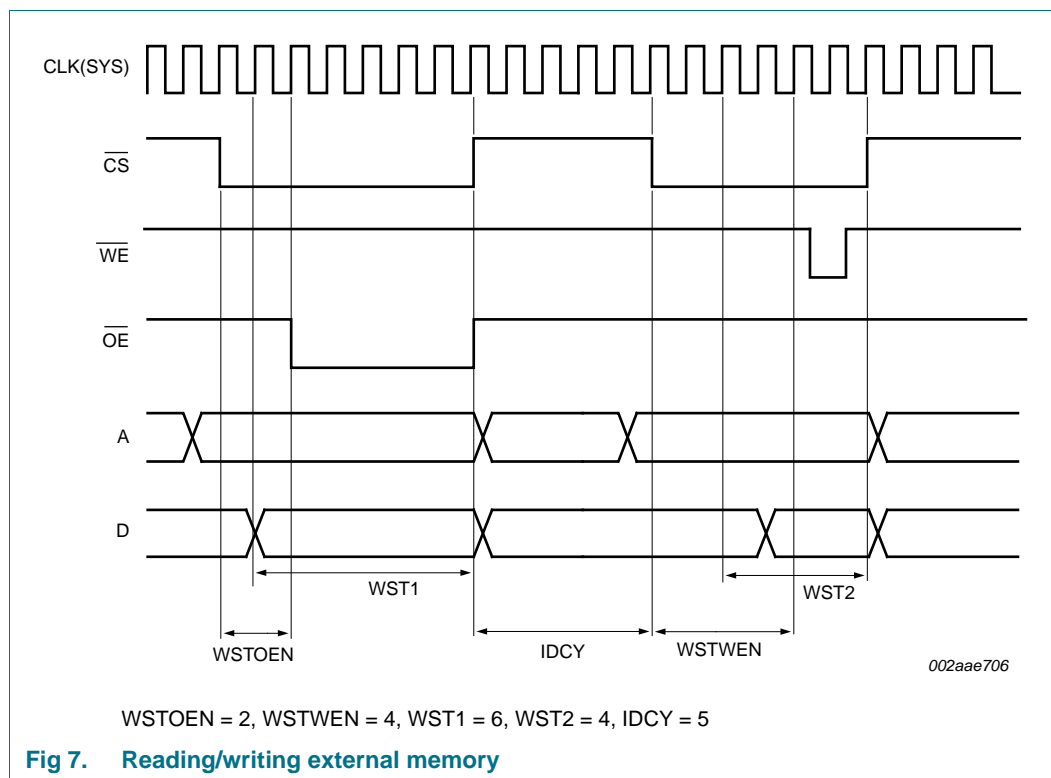 CLK(SYS)
CS
WE
OE
A
D
WST1
WST2
WSTOEN
IDCY
WSTWEN
002aae706
WSTOEN = 2, WSTWEN = 4, WST1 = 6, WST2 = 4, IDCY = 5
Fig 7. Reading/writing external memory